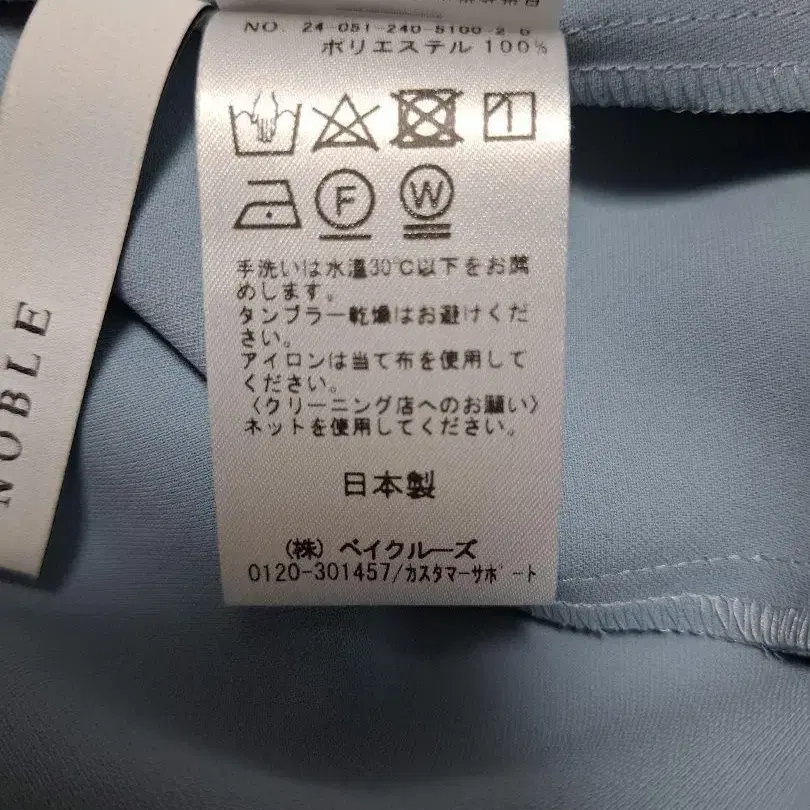 NO. 24-051-240-5100-2-6
ポリエステル 100%
F
W
手洗いは水温30℃以下をお薦
めします。
タンブラー乾燥はお避けくだ
さい。
アイロンは当て布を使用して
ください。
〈クリーニング店へのお願い〉
ネットを使用してください。
日本製
(株) ベイクルーズ
0120-301457/カスタマーサポート
NOBLE